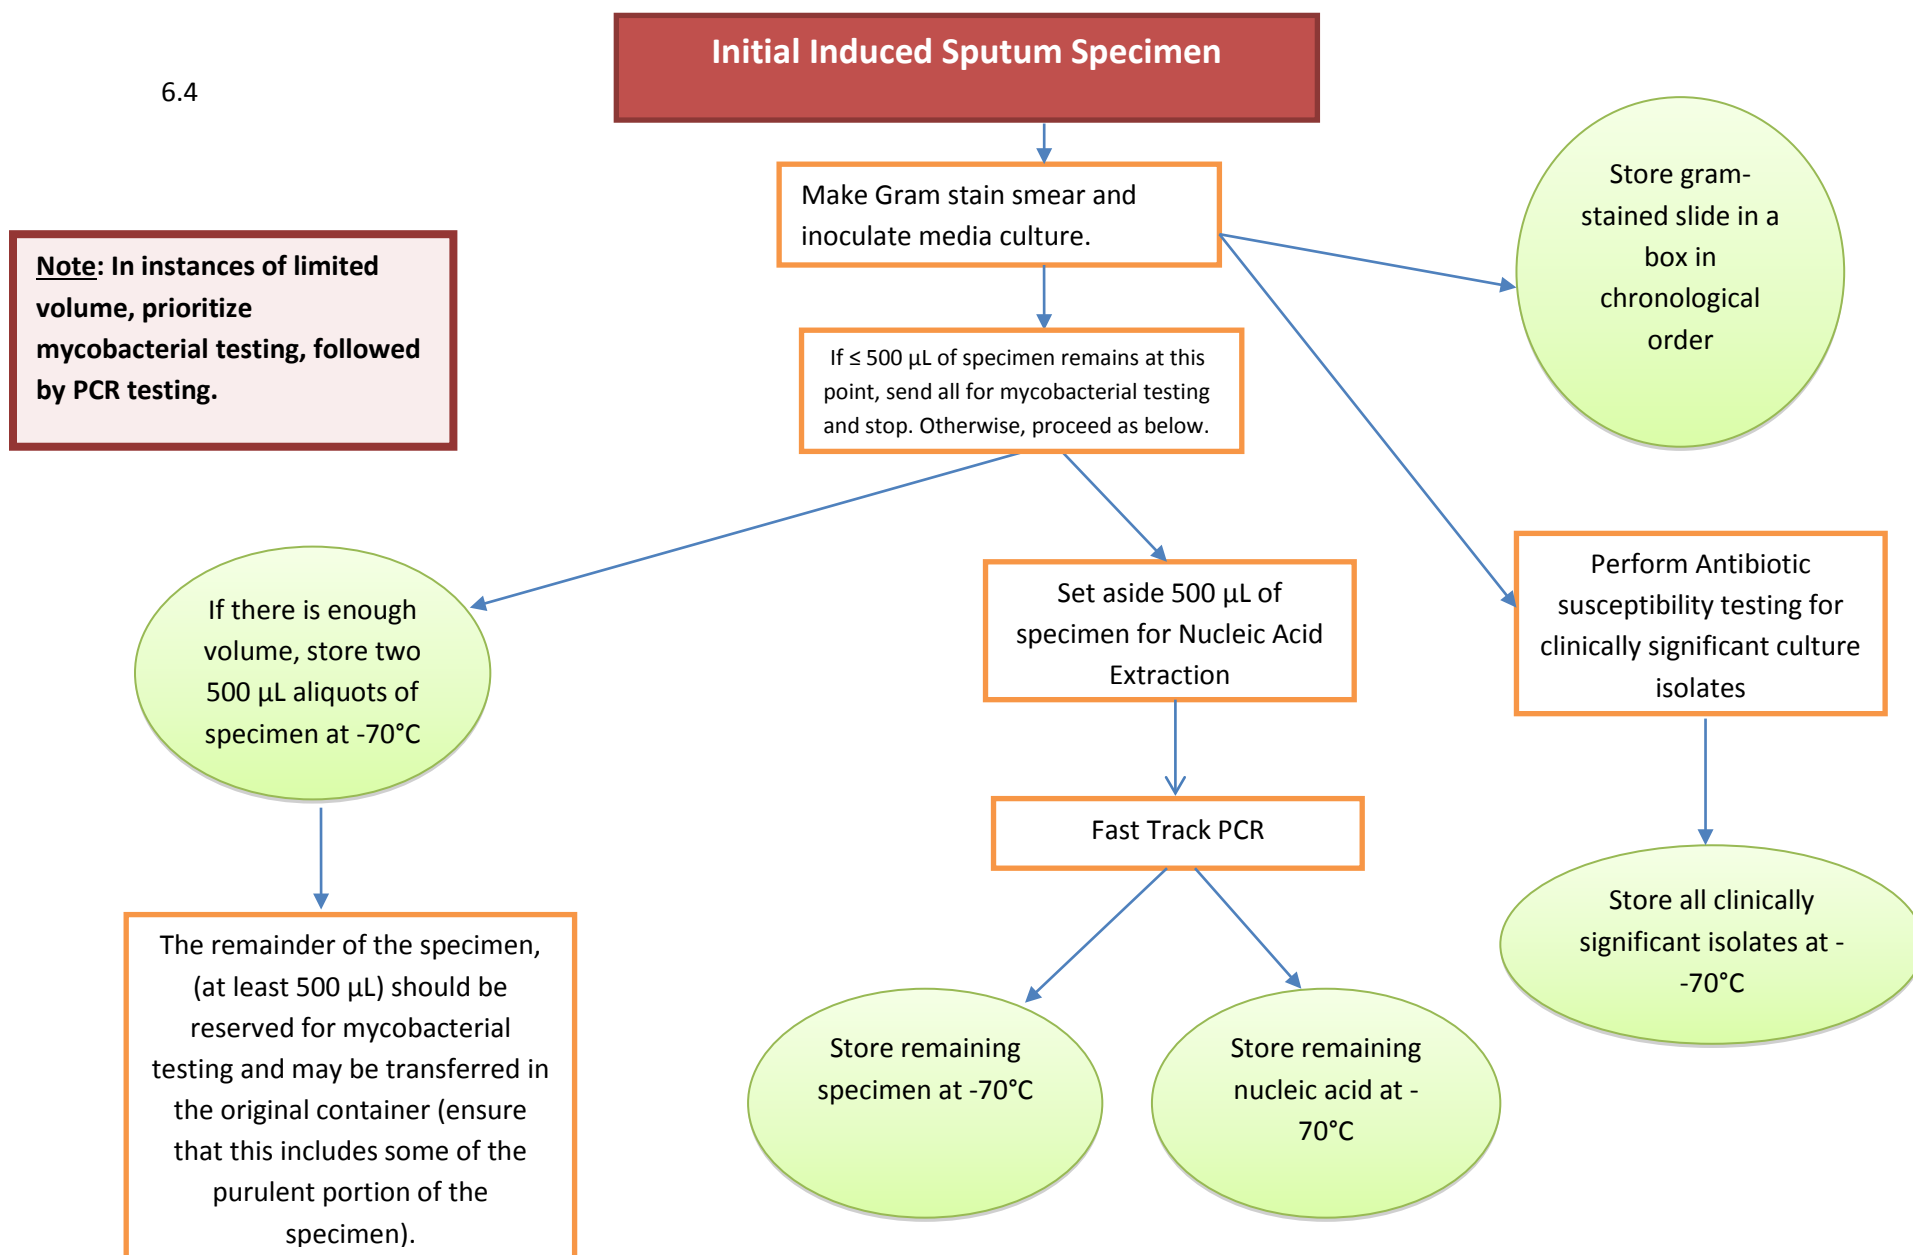 Initial Induced Sputum Specimen
6.4
Make Gram stain smear and
inoculate media culture.
Store gram-
stained slide in a
box in
chronological
order
Note: In instances of limited
volume, prioritize
mycobacterial testing, followed
by PCR testing.
If ≤ 500 µL of specimen remains at this
point, send all for mycobacterial testing
and stop. Otherwise, proceed as below.
If there is enough
volume, store two
500 µL aliquots of
specimen at -70°C
Set aside 500 µL of
specimen for Nucleic Acid
Extraction
Perform Antibiotic
susceptibility testing for
clinically significant culture
isolates
Fast Track PCR
The remainder of the specimen,
(at least 500 µL) should be
reserved for mycobacterial
testing and may be transferred in
the original container (ensure
that this includes some of the
purulent portion of the
specimen).
Store all clinically
significant isolates at -
-70°C
Store remaining
specimen at -70°C
Store remaining
nucleic acid at -
70°C